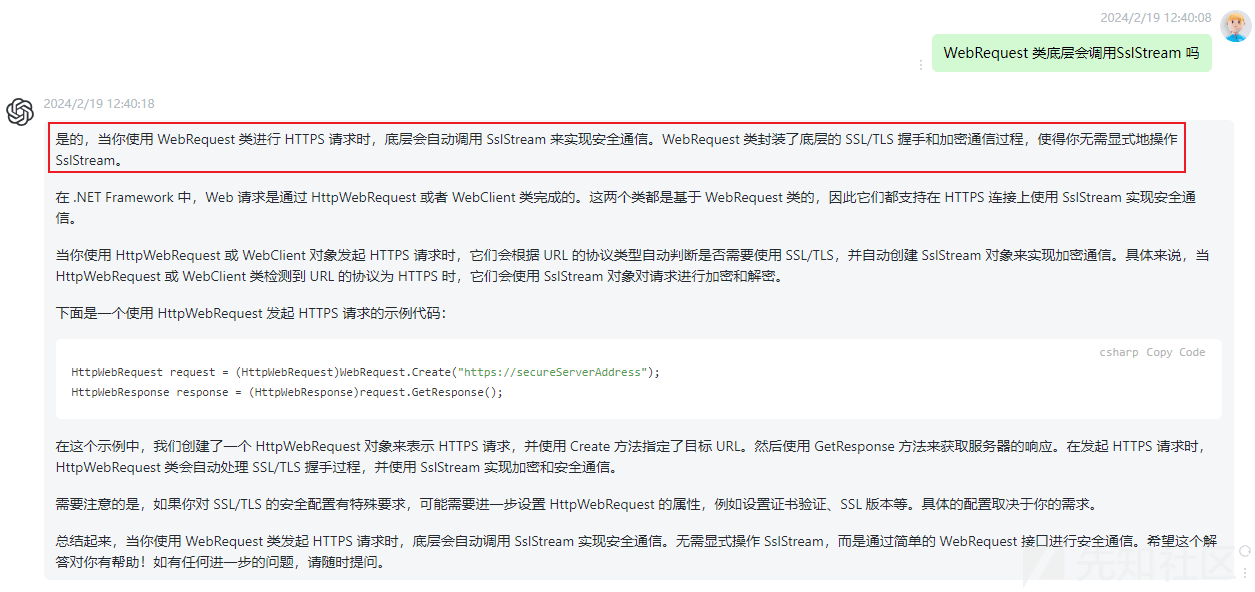 2024/2/19 12:40:08
WebRequest 类底层会调用SslStream 吗
2024/2/19 12:40:18
是的，当你使用 WebRequest 类进行 HTTPS 请求时，底层会自动调用 SslStream 来实现安全通信。WebRequest 类封装了底层的 SSL/TLS 握手和加密通信过程，使得你无需显式地操作
SslStream。
在 .NET Framework 中，Web 请求是通过 HttpWebRequest 或者 WebClient 类完成的。这两个类都是基于 WebRequest 类的，因此它们都支持在 HTTPS 连接上使用 SslStream 实现安全通
信。
当你使用 HttpWebRequest 或 WebClient 对象发起 HTTPS 请求时，它们会根据 URL 的协议类型自动判断是否需要使用 SSL/TLS，并自动创建 SslStream 对象来实现加密通信。具体来说，当
HttpWebRequest 或 WebClient 类检测到 URL 的协议为 HTTPS 时，它们会使用 SslStream 对象对请求进行加密和解密。
下面是一个使用 HttpWebRequest 发起 HTTPS 请求的示例代码：
csharp Copy Code
HttpWebRequest request = (HttpWebRequest)WebRequest.Create("https://secureServerAddress");
HttpWebResponse response = (HttpWebResponse)request.GetResponse();
在这个示例中，我们创建了一个 HttpWebRequest 对象来表示 HTTPS 请求，并使用 Create 方法指定了目标 URL。然后使用 GetResponse 方法来获取服务器的响应。在发起 HTTPS 请求时，
HttpWebRequest 类会自动处理 SSL/TLS 握手过程，并使用 SslStream 实现加密和安全通信。
需要注意的是，如果你对 SSL/TLS 的安全配置有特殊要求，可能需要进一步设置 HttpWebRequest 的属性，例如设置证书验证、SSL 版本等。具体的配置取决于你的需求。
总结起来，当你使用 WebRequest 类发起 HTTPS 请求时，底层会自动调用 SslStream 实现安全通信。无需显式操作 SslStream，而是通过简单的 WebRequest 接口进行安全通信。希望这个解
答对你有帮助！如有任何进一步的问题，请随时提问。
先知社区